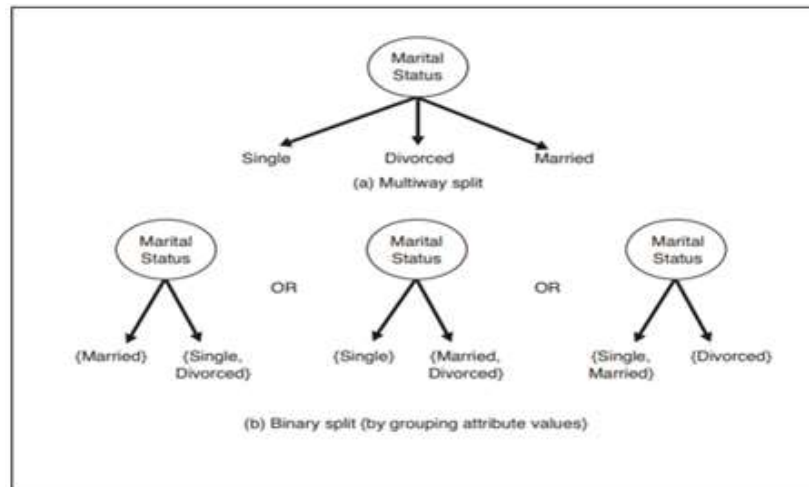 Marital
Status
Single
Divorced
Married
(a) Multiway split
Marital
Status
OR
Marital
Status
OR
Marital
Status
{Married}
{Single,
Divorced}
{Single}
{Married,
Divorced}
{Single,
Married}
{Divorced}
(b) Binary split {by grouping attribute values}